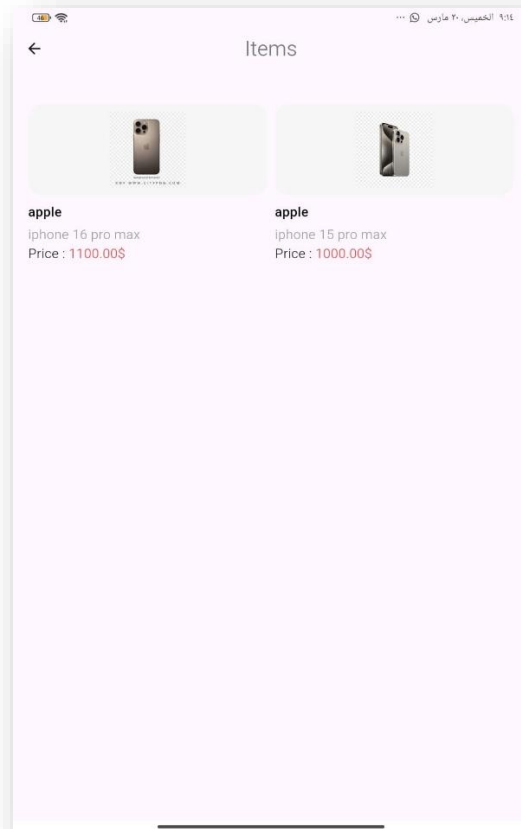 ٩:١٤ الخميس، ٢٠ مارس ...
Items
apple
iphone 16 pro max
Price : 1100.00$
apple
iphone 15 pro max
Price : 1000.00$